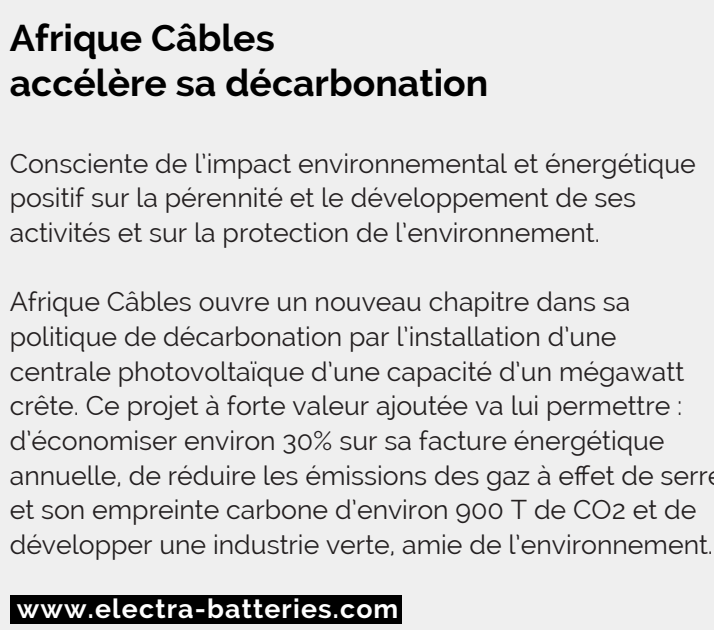 Afrique Câbles
accélère sa décarbonation
Consciente de l'impact environnemental et énergétique
positif sur la pérennité et le développement de ses
activités et sur la protection de l'environnement.
Afrique Câbles ouvre un nouveau chapitre dans sa
politique de décarbonation par l'installation d'une
centrale photovoltaïque d'une capacité d'un mégawatt
crête. Ce projet à forte valeur ajoutée va lui permettre :
d'économiser environ 30% sur sa facture énergétique
annuelle, de réduire les émissions des gaz à effet de serre
et son empreinte carbone d'environ 900 T de CO2 et de
développer une industrie verte, amie de l'environnement.
www.electra-batteries.com